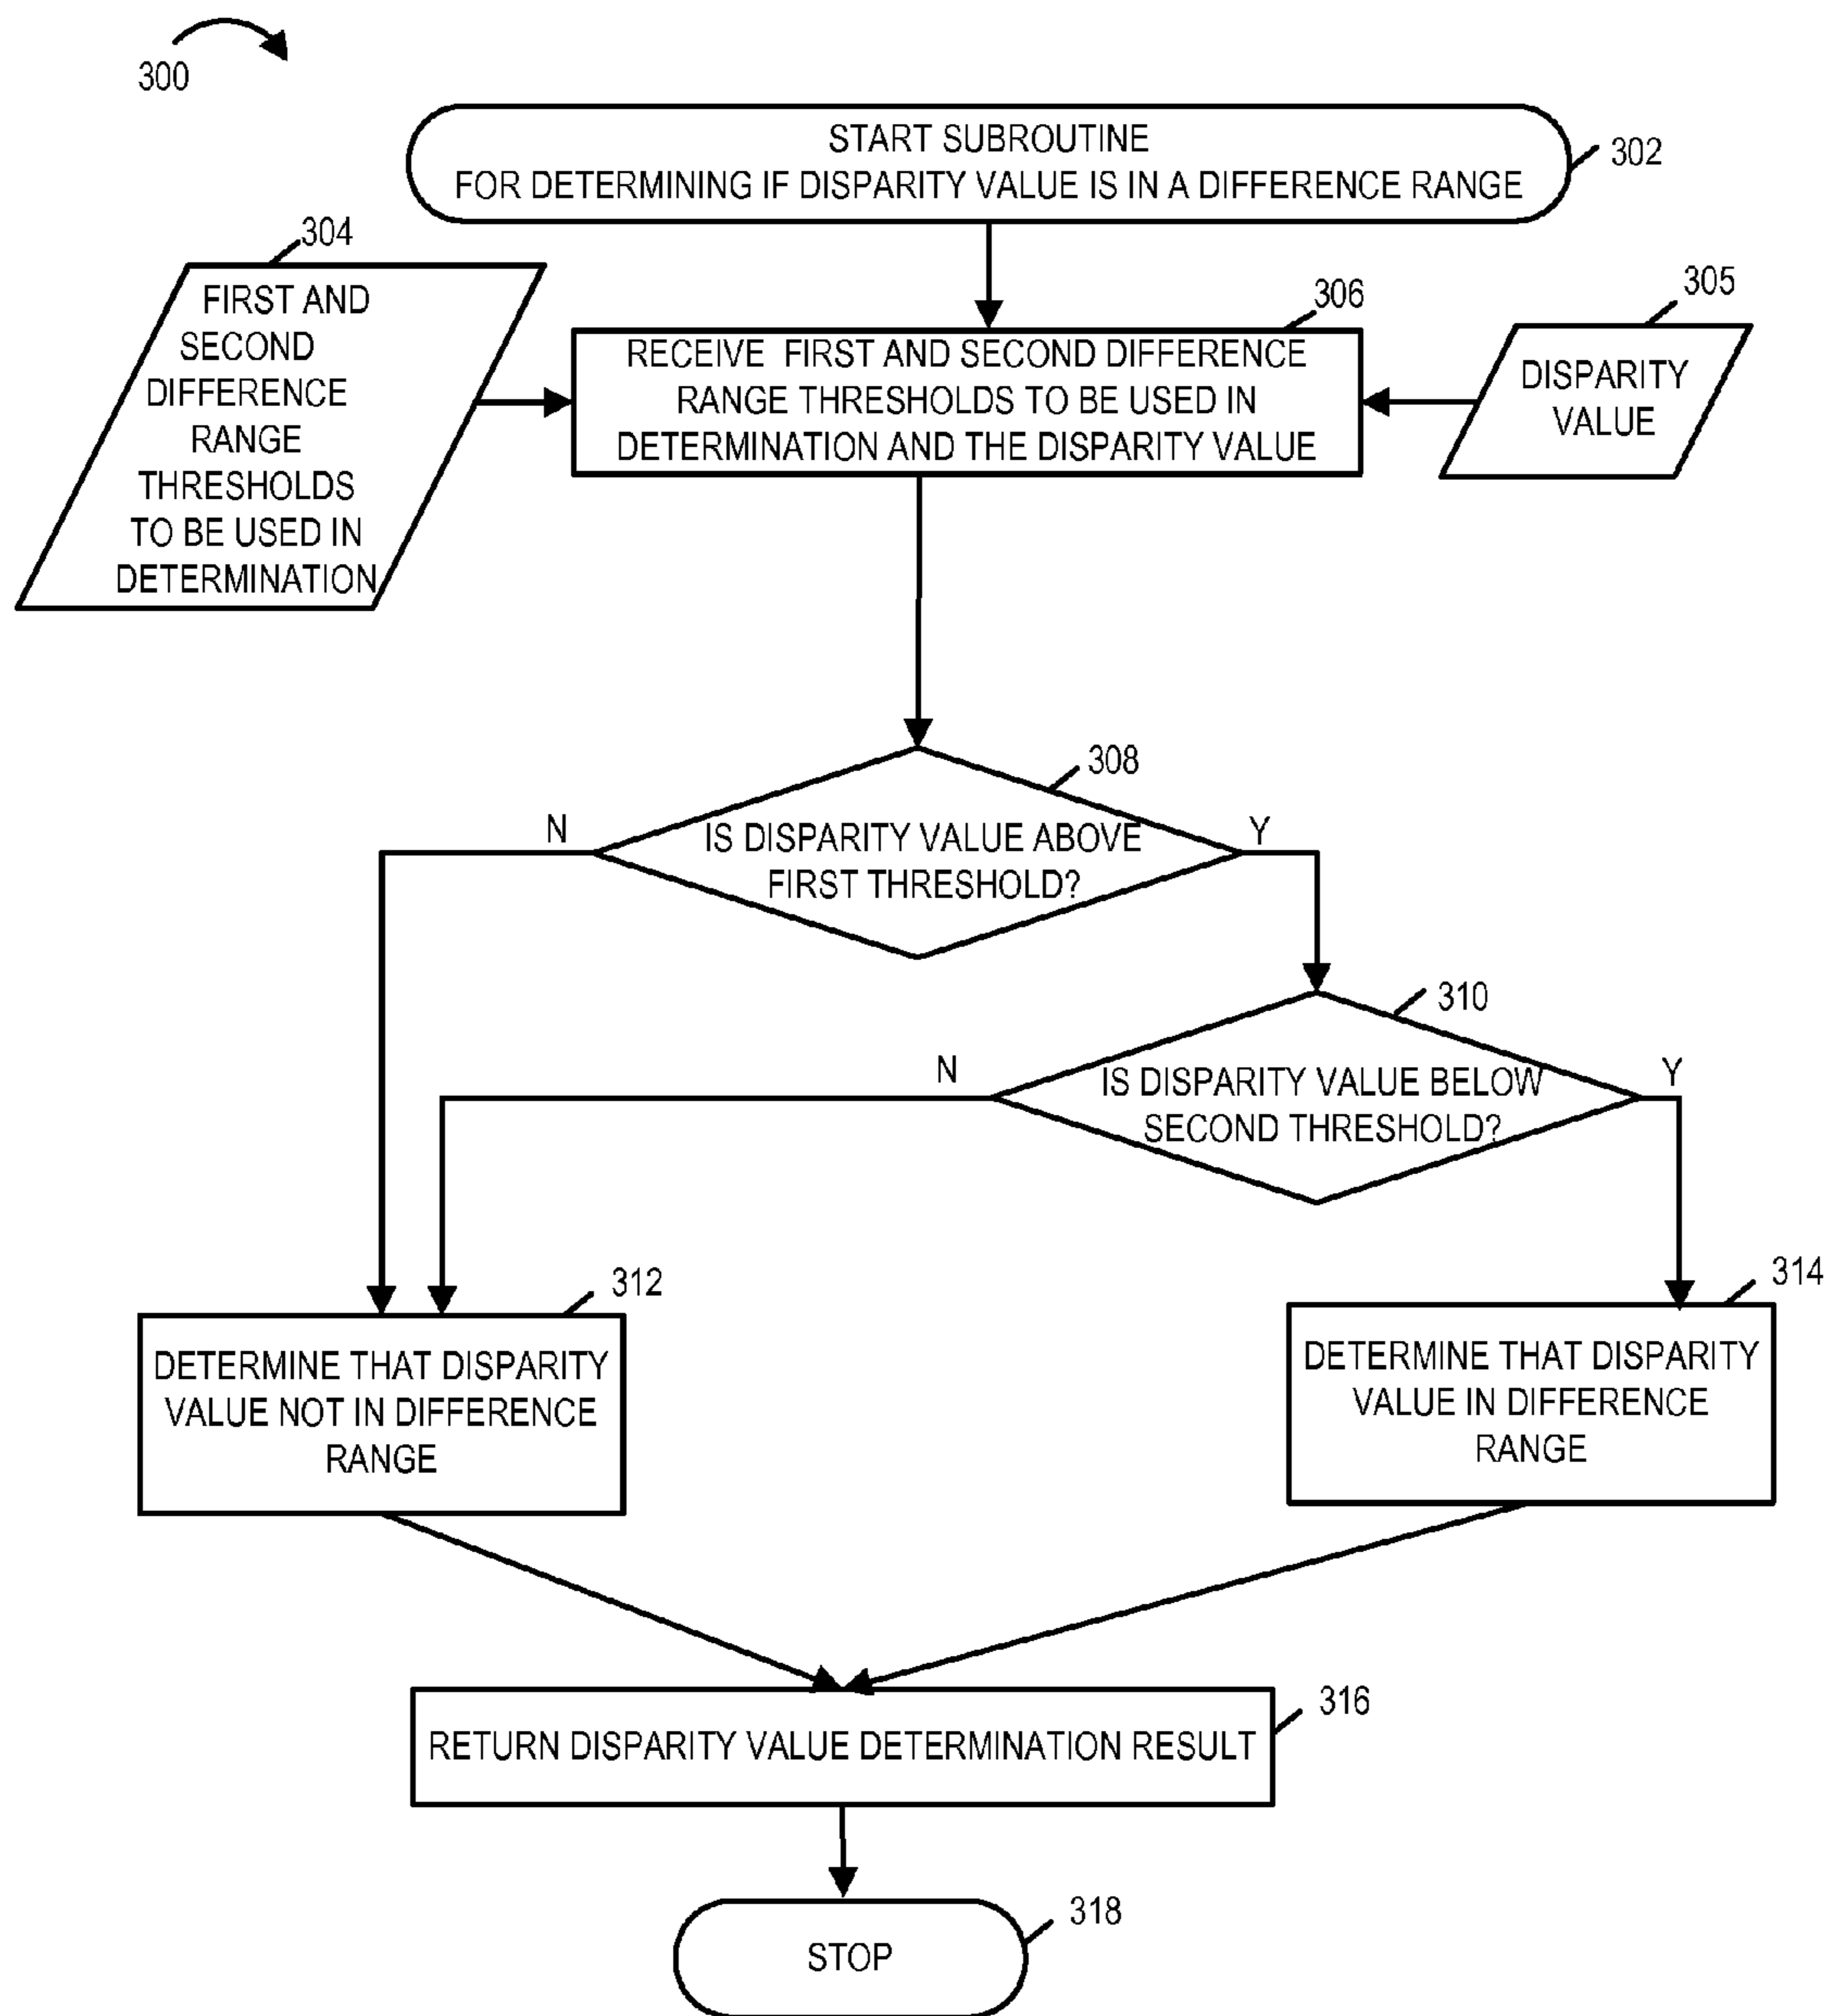 300
START SUBROUTINE
FOR DETERMINING IF DISPARITY VALUE IS IN A DIFFERENCE RANGE
302
304
FIRST AND
SECOND
DIFFERENCE
RANGE
THRESHOLDS
TO BE USED IN
DETERMINATION
306
RECEIVE FIRST AND SECOND DIFFERENCE
RANGE THRESHOLDS TO BE USED IN
DETERMINATION AND THE DISPARITY VALUE
305
DISPARITY
VALUE
308
N
IS DISPARITY VALUE ABOVE
FIRST THRESHOLD?
Y
310
N
IS DISPARITY VALUE BELOW
SECOND THRESHOLD?
Y
312
DETERMINE THAT DISPARITY
VALUE NOT IN DIFFERENCE
RANGE
314
DETERMINE THAT DISPARITY
VALUE IN DIFFERENCE
RANGE
316
RETURN DISPARITY VALUE DETERMINATION RESULT
318
STOP